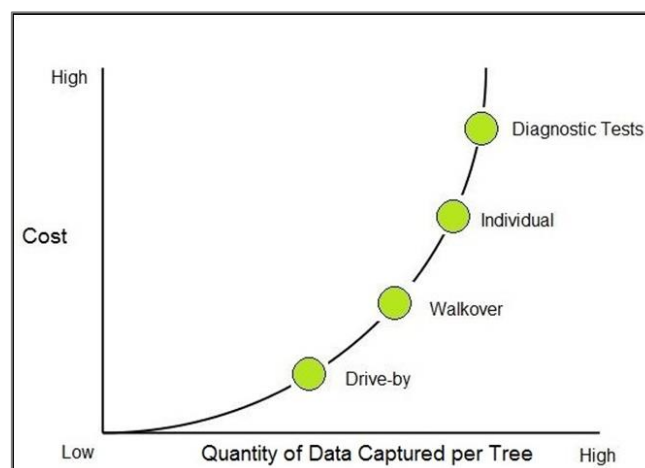 High
Diagnostic Tests
Individual
Cost
Walkover
Drive-by
Low
Quantity of Data Captured per Tree
High